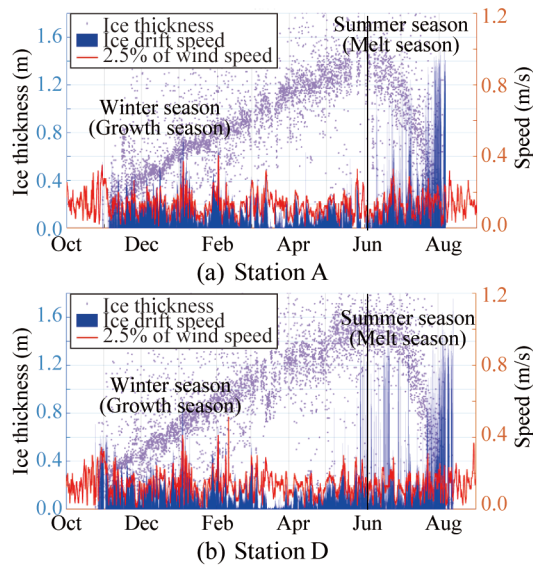 1.6
1.2
0.8
0.4
0.0
Ice thickness (m)
Ice thickness
Ice drift speed
2.5% of wind speed
Summer season
(Melt season)
Winter season
(Growth season)
1.2
0.8
0.4
0.0
Speed (m/s)
Oct Dec Feb Apr Jun Aug
(a) Station A
1.6
1.2
0.8
0.4
0.0
Ice thickness (m)
Ice thickness
Ice drift speed
2.5% of wind speed
Summer season
(Melt season)
Winter season
(Growth season)
1.2
0.8
0.4
0.0
Speed (m/s)
Oct Dec Feb Apr Jun Aug
(b) Station D